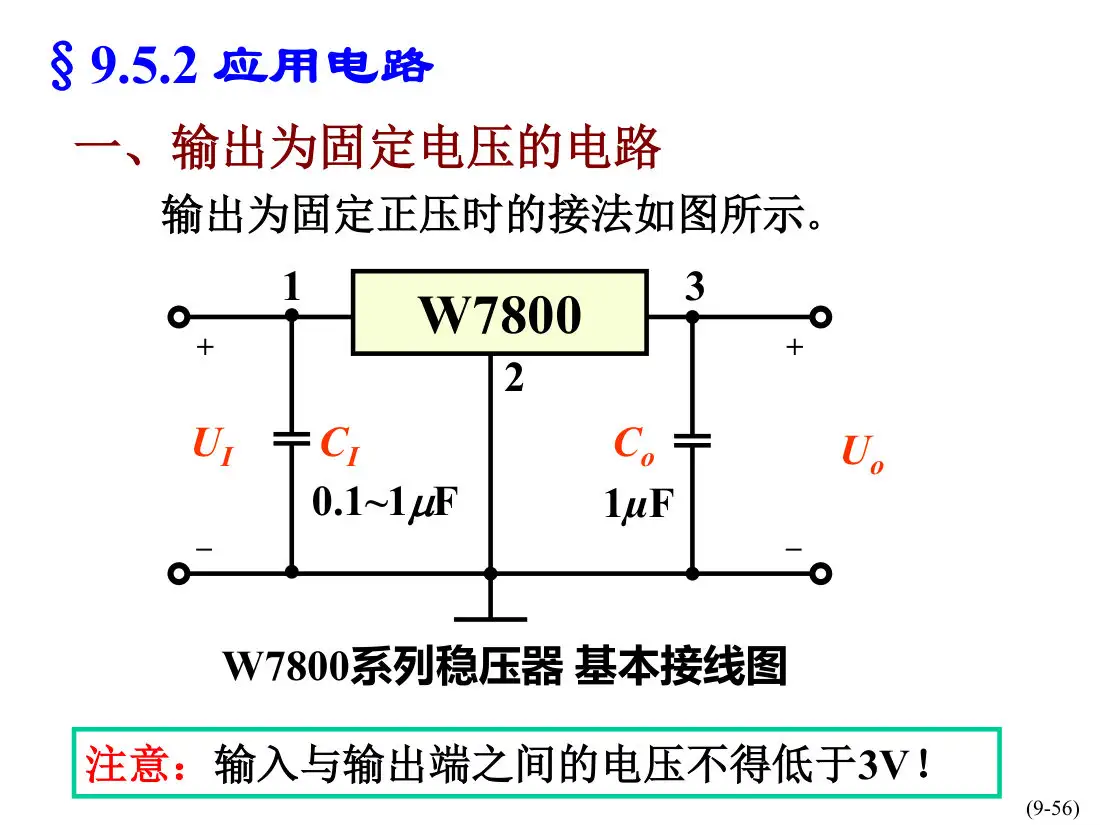 § 9.5.2 应用电路
一、输出为固定电压的电路
输出为固定正压时的接法如图所示。
1
W7800
3
+
+
2
UI
CI
Co
Uo
0.1~1μF
1μF
−
−
W7800系列稳压器 基本接线图
注意：输入与输出端之间的电压不得低于3V！
(9-56)